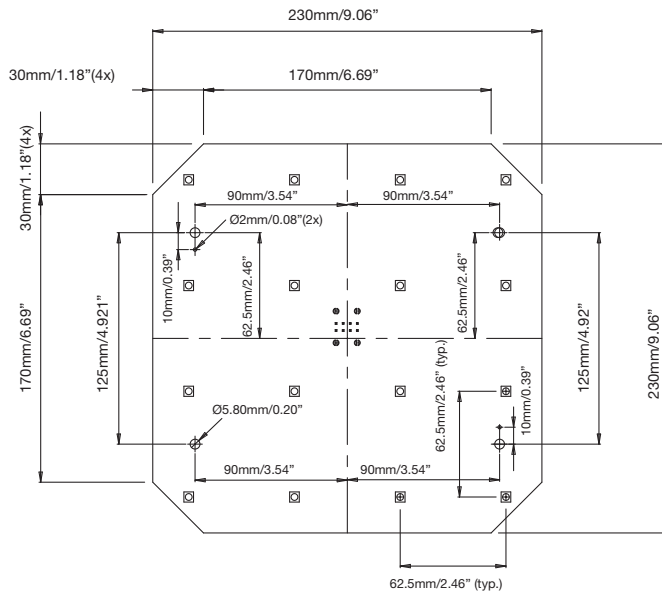 230mm/9.06”
30mm/1.18”(4x)
170mm/6.69”
30mm/1.18”(4x)
90mm/3.54”
90mm/3.54”
Ø2mm/0.08”(2x)
10mm/0.39”
62.5mm/2.46”
62.5mm/2.46”
170mm/6.69”
125mm/4.921”
125mm/4.92”
230mm/9.06”
62.5mm/2.46” (typ.)
10mm/0.39”
Ø5.80mm/0.20”
90mm/3.54”
90mm/3.54”
62.5mm/2.46” (typ.)